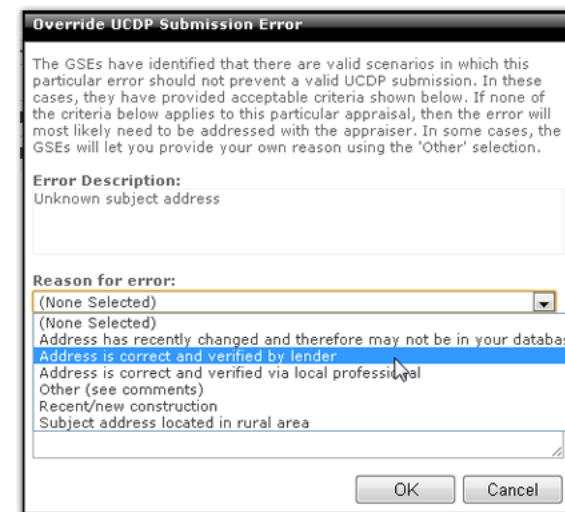 Override UCDP Submission Error
The GSEs have identified that there are valid scenarios in which this
particular error should not prevent a valid UCDP submission. In these
cases, they have provided acceptable criteria shown below. If none of
the criteria below applies to this particular appraisal, then the error will
most likely need to be addressed with the appraiser. In some cases, the
GSEs will let you provide your own reason using the 'Other' selection.
Error Description:
Unknown subject address
Reason for error:
(None Selected)
(None Selected)
Address has recently changed and therefore may not be in your databas
Address is correct and verified by lender
Address is correct and verified via local professional
Other (see comments)
Recent/new construction
Subject address located in rural area
OK
Cancel